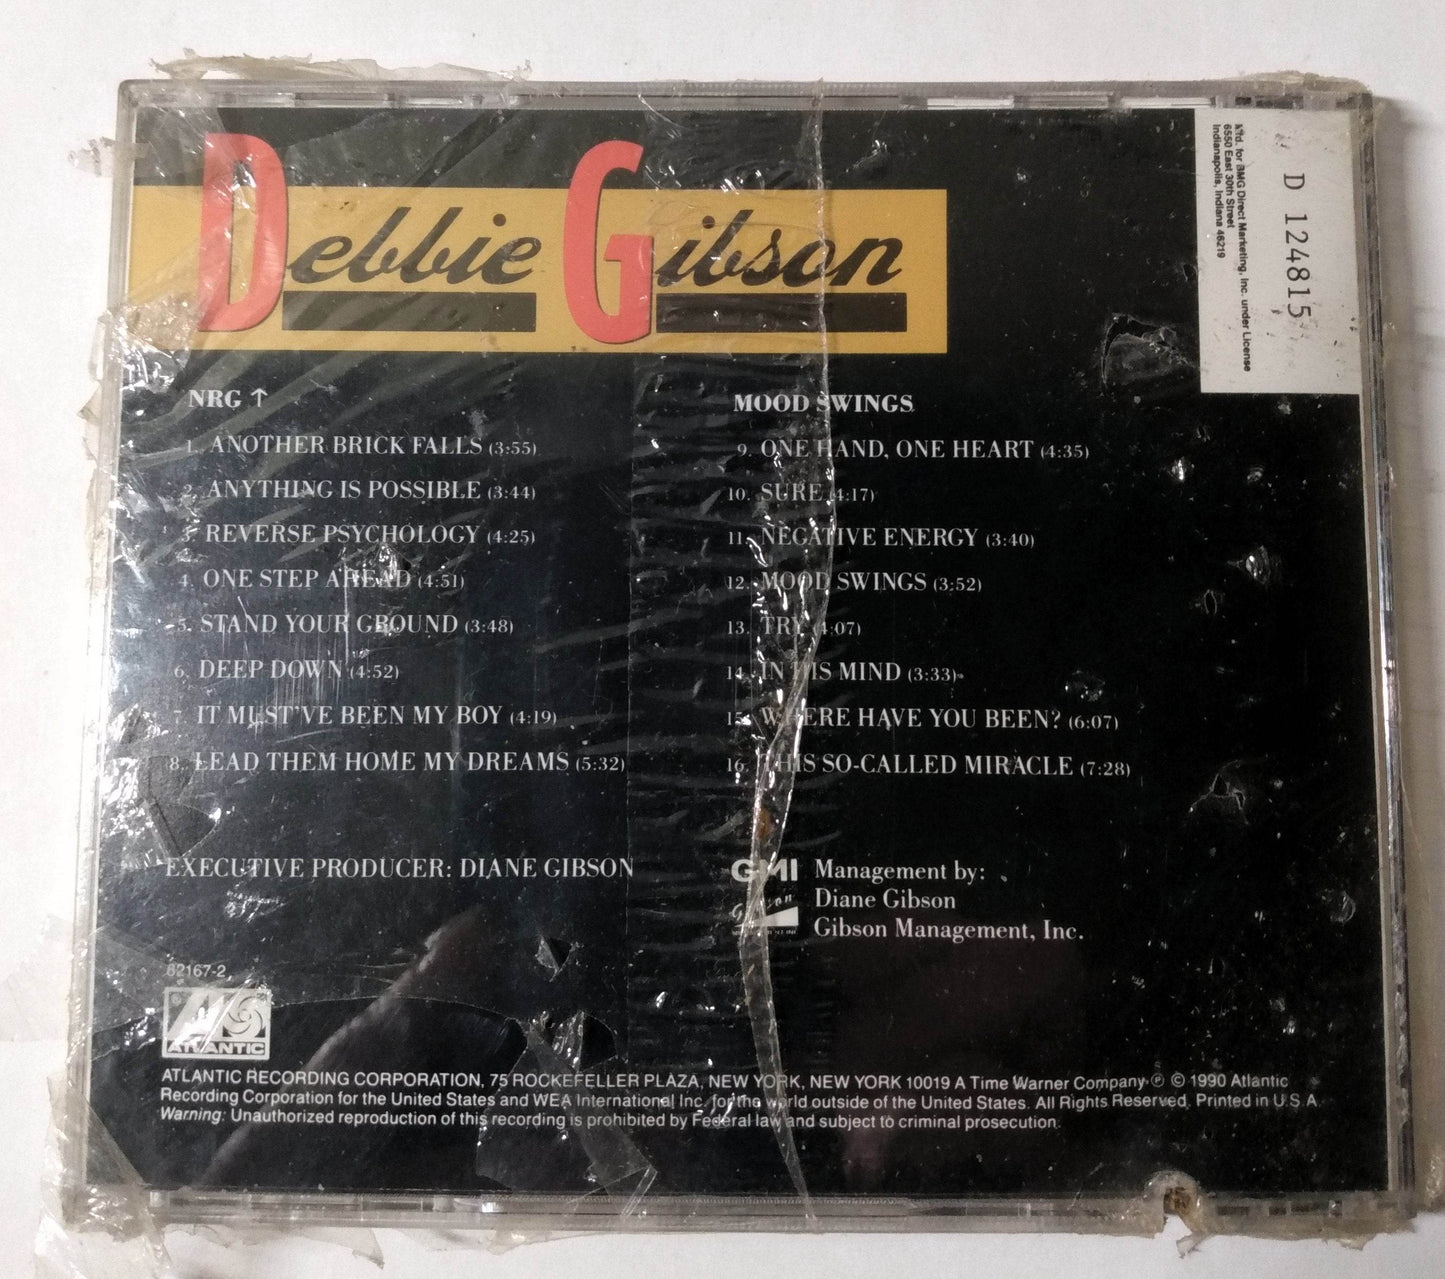 Debbie Gibson
NRG ↑
1. ANOTHER BRICK FALLS (3:55)
2. ANYTHING IS POSSIBLE (3:44)
3. REVERSE PSYCHOLOGY (4:25)
4. ONE STEP AHEAD (4:51)
5. STAND YOUR GROUND (3:48)
6. DEEP DOWN (4:52)
7. IT MUST'VE BEEN MY BOY (4:19)
8. LEAD THEM HOME MY DREAMS (5:32)
MOOD SWINGS
9. ONE HAND, ONE HEART (4:35)
10. SURE (4:17)
11. NEGATIVE ENERGY (3:40)
12. MOOD SWINGS (3:52)
13. TRY (4:07)
14. IN HIS MIND (3:33)
15. WHERE HAVE YOU BEEN? (6:07)
16. THIS SO-CALLED MIRACLE (7:28)
EXECUTIVE PRODUCER: DIANE GIBSON
GMI
Management by:
Diane Gibson
Gibson Management, Inc.
82167-2
ATLANTIC
ATLANTIC RECORDING CORPORATION, 75 ROCKEFELLER PLAZA, NEW YORK, NEW YORK 10019 A Time Warner Company ℗ © 1990 Atlantic
Recording Corporation for the United States and WEA International Inc. for the world outside of the United States. All Rights Reserved. Printed in U.S.A.
Warning: Unauthorized reproduction of this recording is prohibited by Federal law and subject to criminal prosecution.
D 124815
Mfd. for BMG Direct Marketing, Inc. under License
6550 East 30th Street
Indianapolis, Indiana 46219